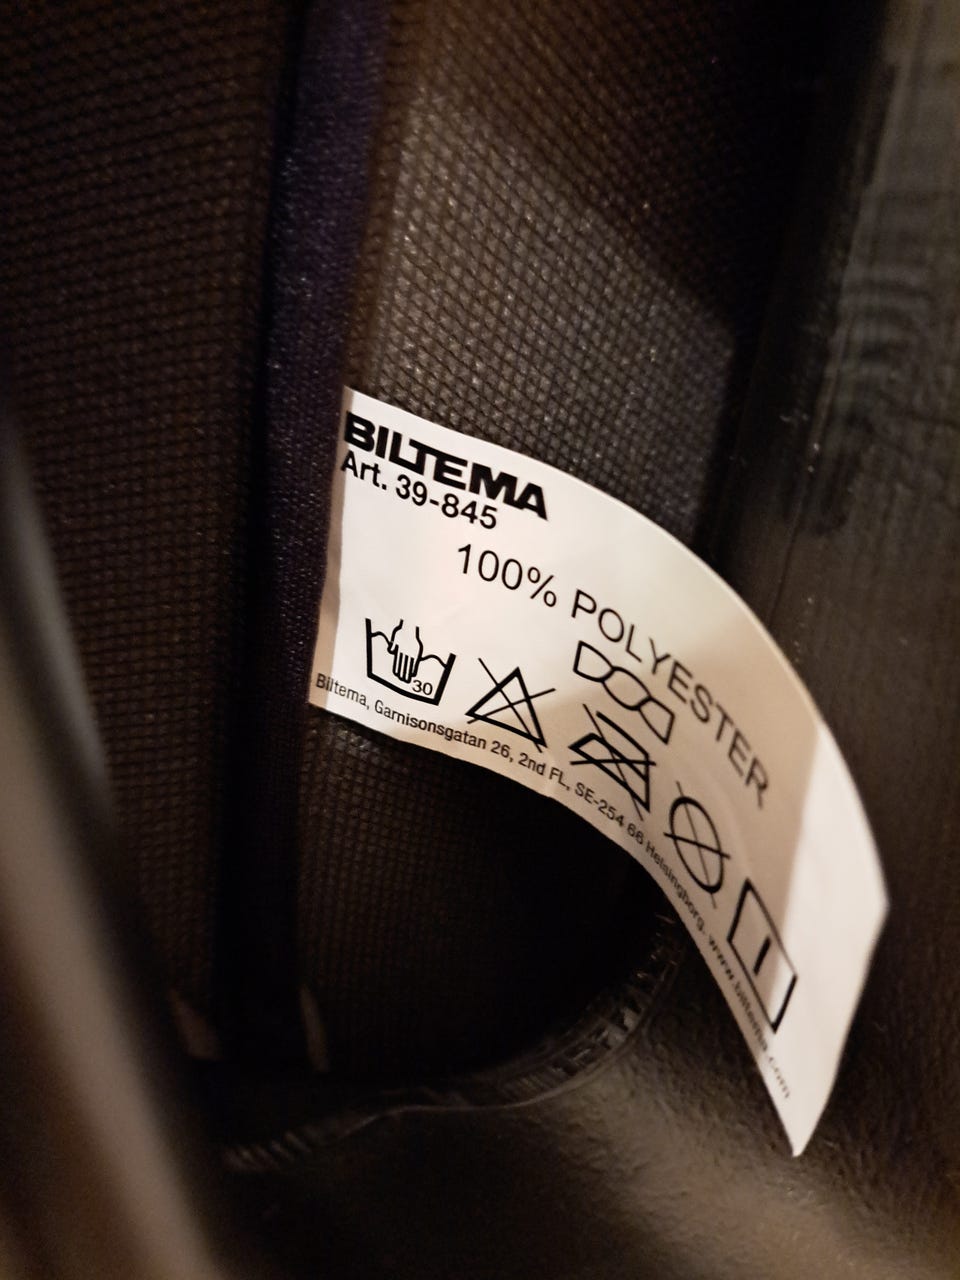 BILTEMA
Art. 39-845
100% POLYESTER
30
Biltema, Garnisonsgatan 26, 2nd FL, SE-254 66 Helsingborg. www.biltema.com